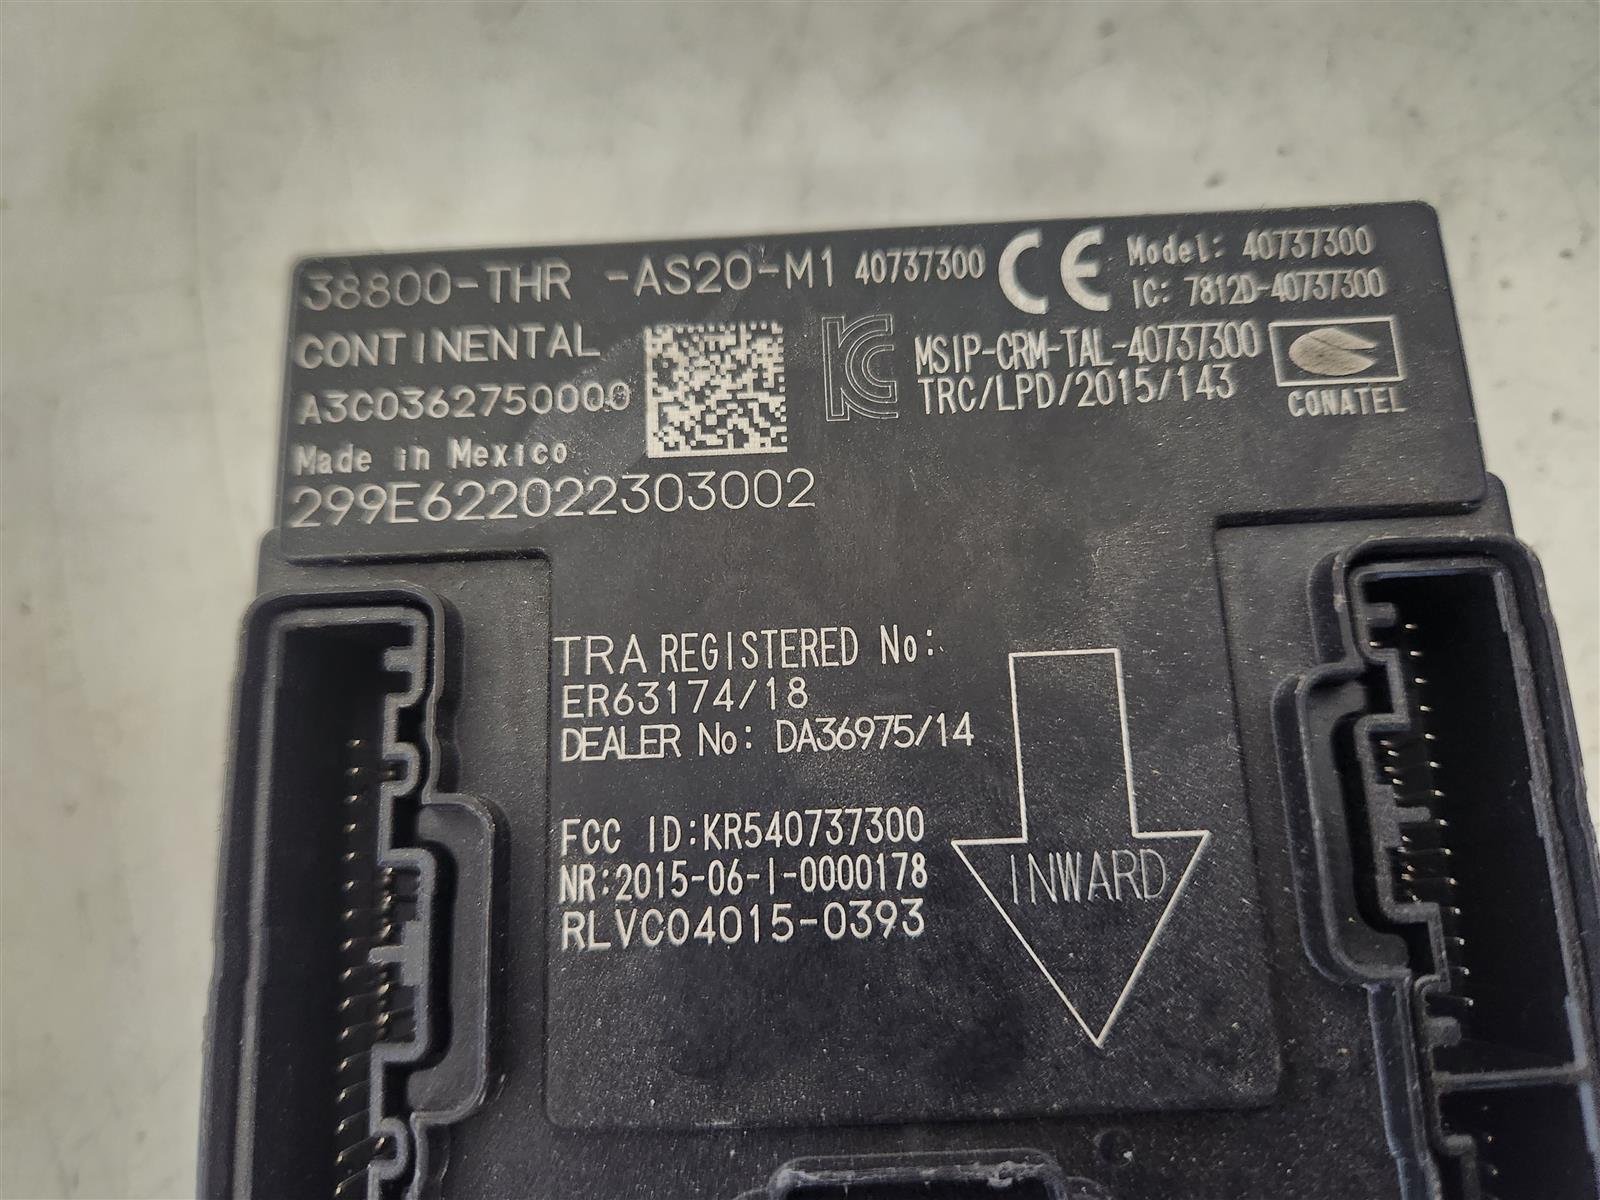 38800-THR -AS20-M1 40737300 CE Model: 40737300
IC: 7812D-40737300
CONTINENTAL
A3C0362750000
Made in Mexico
299E622022303002
KC
MSIP-CRM-TAL-40737300
TRC/LPD/2015/143
CONATEL
TRA REGISTERED No:
ER63174/18
DEALER No: DA36975/14
FCC ID:KR540737300
NR:2015-06-I-0000178
RLVC04015-0393
INWARD